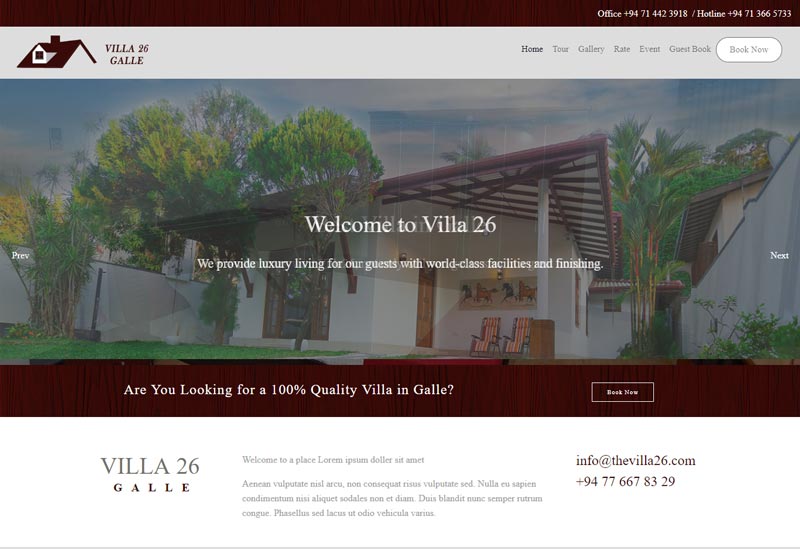 Office +94 71 442 3918 / Hotline +94 71 366 5733
VILLA 26
GALLE
Home Tour Gallery Rate Event Guest Book Book Now
Welcome to Villa 26
We provide luxury living for our guests with world-class facilities and finishing.
Prev
Next
Are You Looking for a 100% Quality Villa in Galle?
Book Now
VILLA 26
GALLE
Welcome to a place Lorem ipsum doller sit amet
Aenean vulputate nisl arcu, non consequat risus vulputate sed. Nulla eu sapien
condimentum nisi aliquet sodales non et diam. Duis blandit nunc semper rutrum
congue. Phasellus sed lacus ut odio vehicula varius.
info@thevilla26.com
+94 77 667 83 29